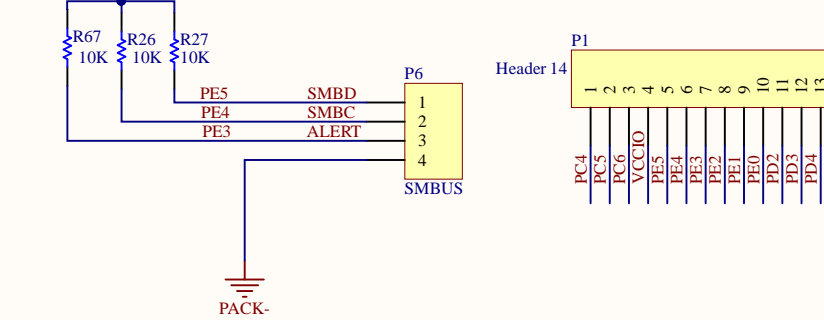 R67
10K
R26
10K
R27
10K
PE5 SMBD
PE4 SMBC
PE3 ALERT
P6
1
2
3
4
SMBUS
PACK-
P1
Header 14
1 2 3 4 5 6 7 8 9 10 11 12 13
PC4
PC5
PC6
VCCIO
PE5
PE4
PE3
PE2
PE1
PE0
PD2
PD3
PD4